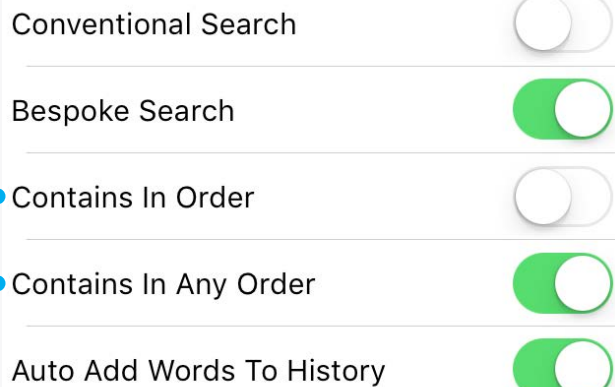 Conventional Search
Bespoke Search
Contains In Order
Contains In Any Order
Auto Add Words To History